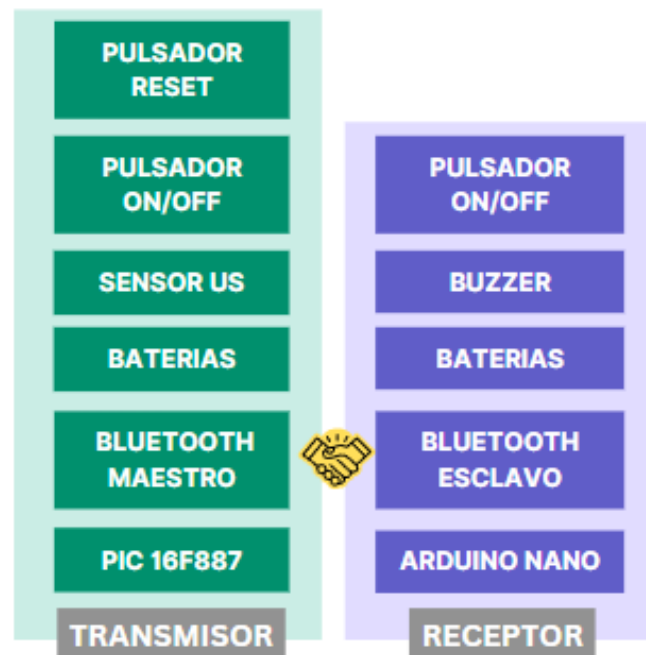 PULSADOR
RESET
PULSADOR
ON/OFF
SENSOR US
BATERIAS
BLUETOOTH
MAESTRO
PIC 16F887
TRANSMISOR
PULSADOR
ON/OFF
BUZZER
BATERIAS
BLUETOOTH
ESCLAVO
ARDUINO NANO
RECEPTOR